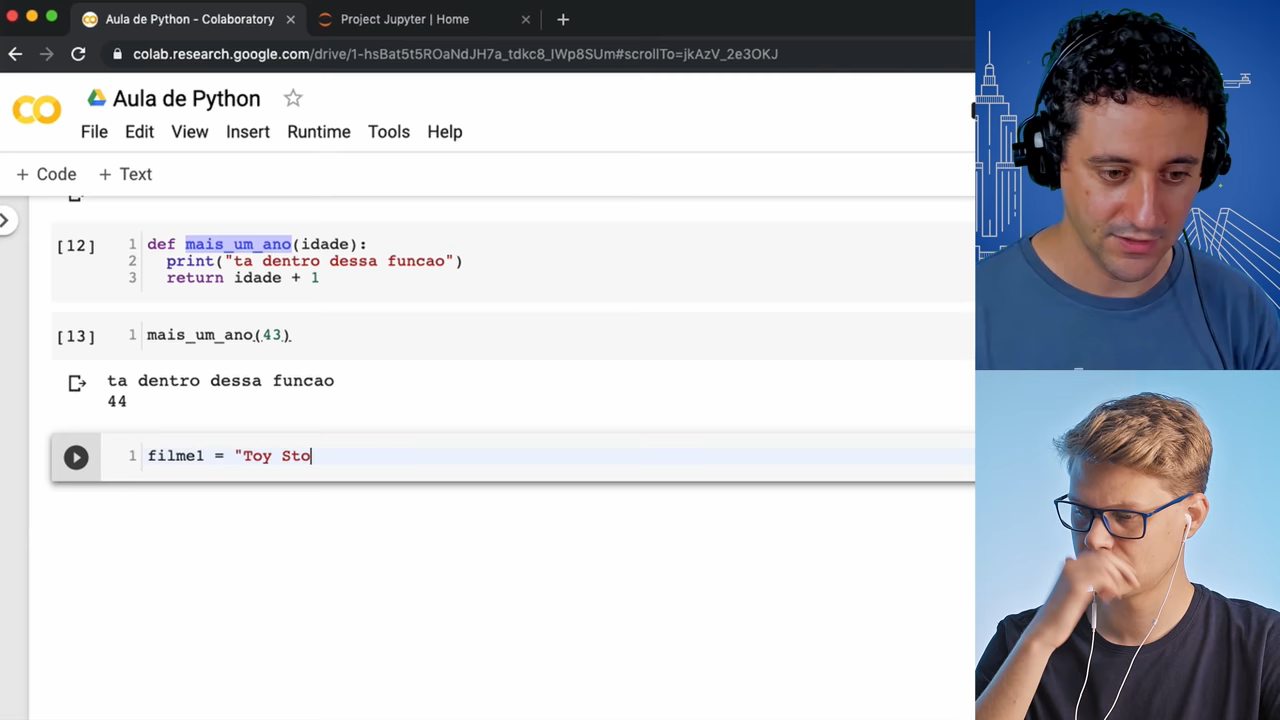 Aula de Python - Colaboratory
Project Jupyter | Home
colab.research.google.com/drive/1-hsBat5t5ROaNdJH7a_tdkc8_IWp8SUm#scrollTo=jkAzV_2e3OKJ
Aula de Python
File Edit View Insert Runtime Tools Help
+ Code + Text
[12]
1 def mais_um_ano(idade):
2 print("ta dentro dessa funcao")
3 return idade + 1
[13]
1 mais_um_ano(43)
ta dentro dessa funcao
44
1 filme1 = "Toy Sto